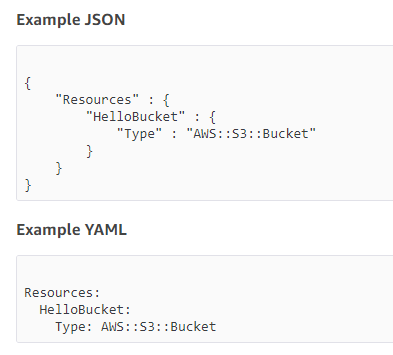 Example JSON
{
    "Resources" : {
        "HelloBucket" : {
            "Type" : "AWS::S3::Bucket"
        }
    }
}
Example YAML
Resources:
  HelloBucket:
    Type: AWS::S3::Bucket